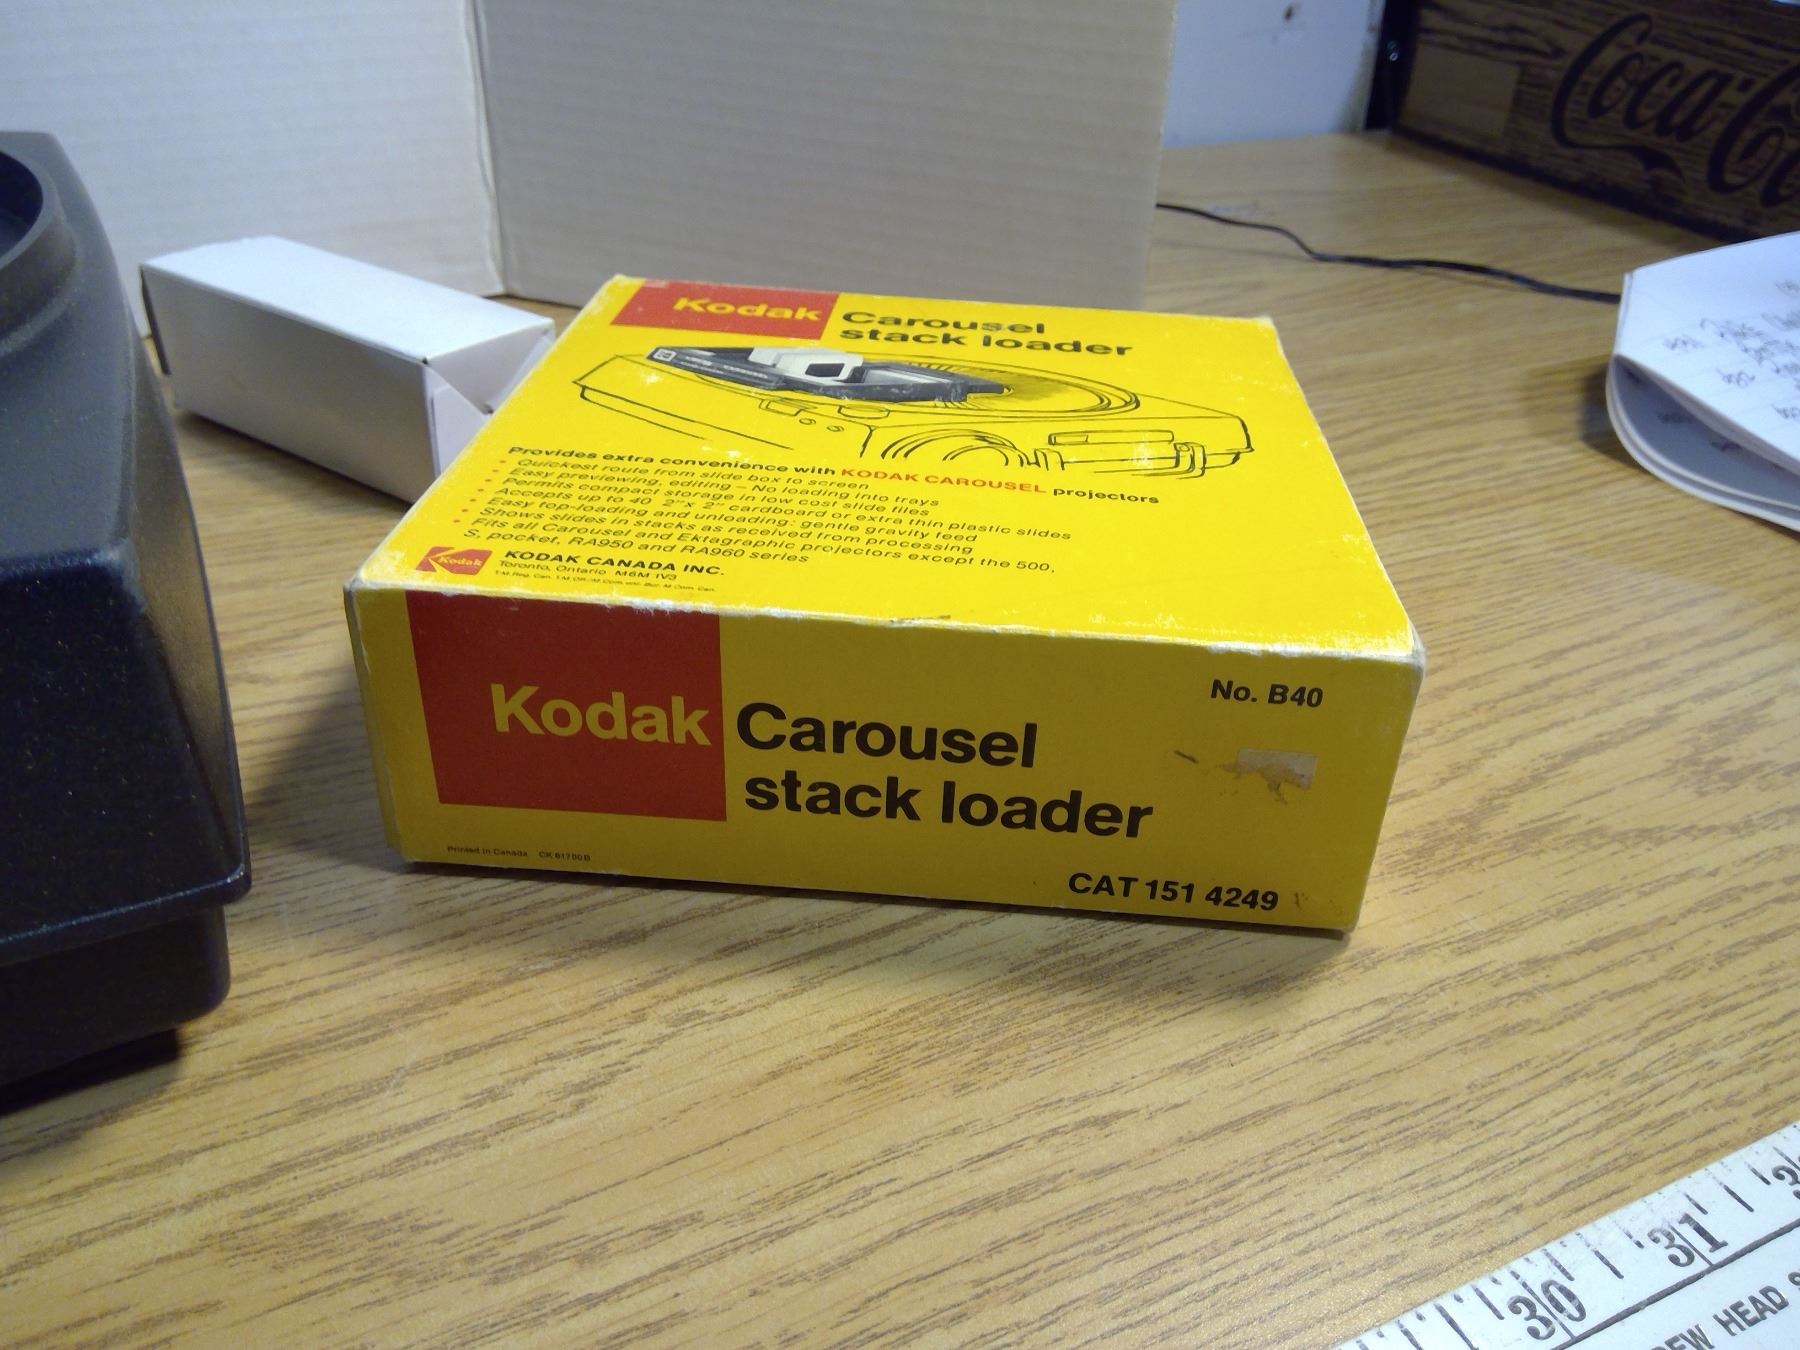 Coca-Co
Kodak
Carousel
stack loader
Provides extra convenience with KODAK CAROUSEL projectors
• Quickest route from slide box to screen
• Easy previewing, editing – No loading into trays
• Permits compact storage in low cost slide files
• Accepts up to 40 2"x 2" cardboard or extra thin plastic slides
• Easy top-loading and unloading: gentle gravity feed
• Shows slides in stacks as received from processing
• Fits all Carousel and Ektagraphic projectors except the 500,
S, pocket, RA950 and RA960 series
Kodak
KODAK CANADA INC.
Toronto, Ontario M6M 1V3
No. B40
Kodak
Carousel
stack loader
Printed in Canada CK 81700B
CAT 151 4249
30 31
HEAD